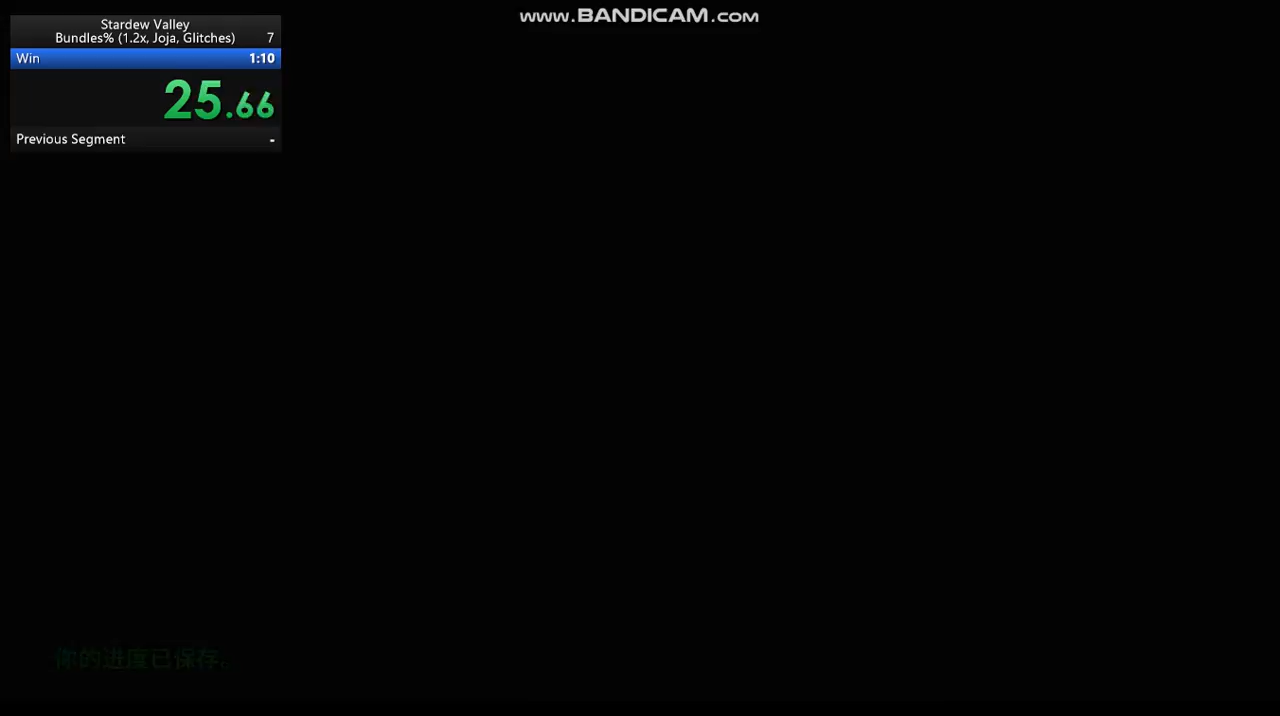 www.BANDICAM.com
Stardew Valley
Bundles% (1.2x, Joja, Glitches) 7
Win 1:10
25.66
Previous Segment -
你的进度已保存。